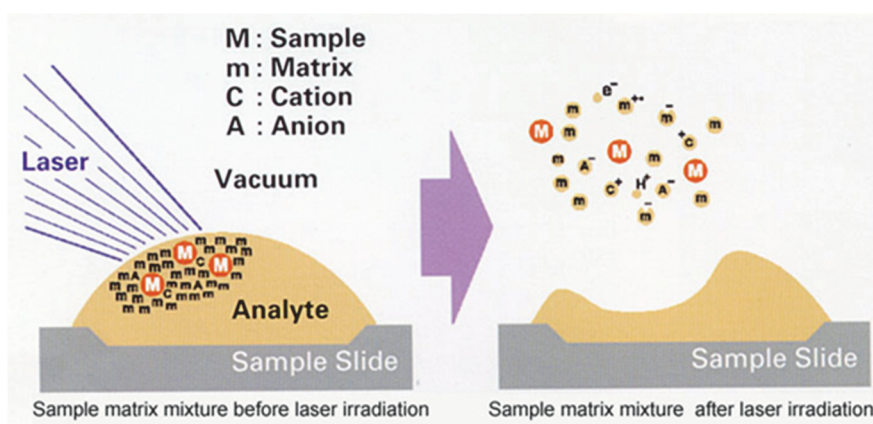 M : Sample
m : Matrix
C : Cation
A : Anion
Laser
Vacuum
M
M
M
m
A
C
C
A
Analyte
Sample Slide
Sample matrix mixture before laser irradiation
e⁻
m
m⁺•
m⁻
m
M
m
⁺C
M
m
m
A⁻
M
m
C⁺
H⁺
A⁻
m
m
m⁻
Sample Slide
Sample matrix mixture after laser irradiation